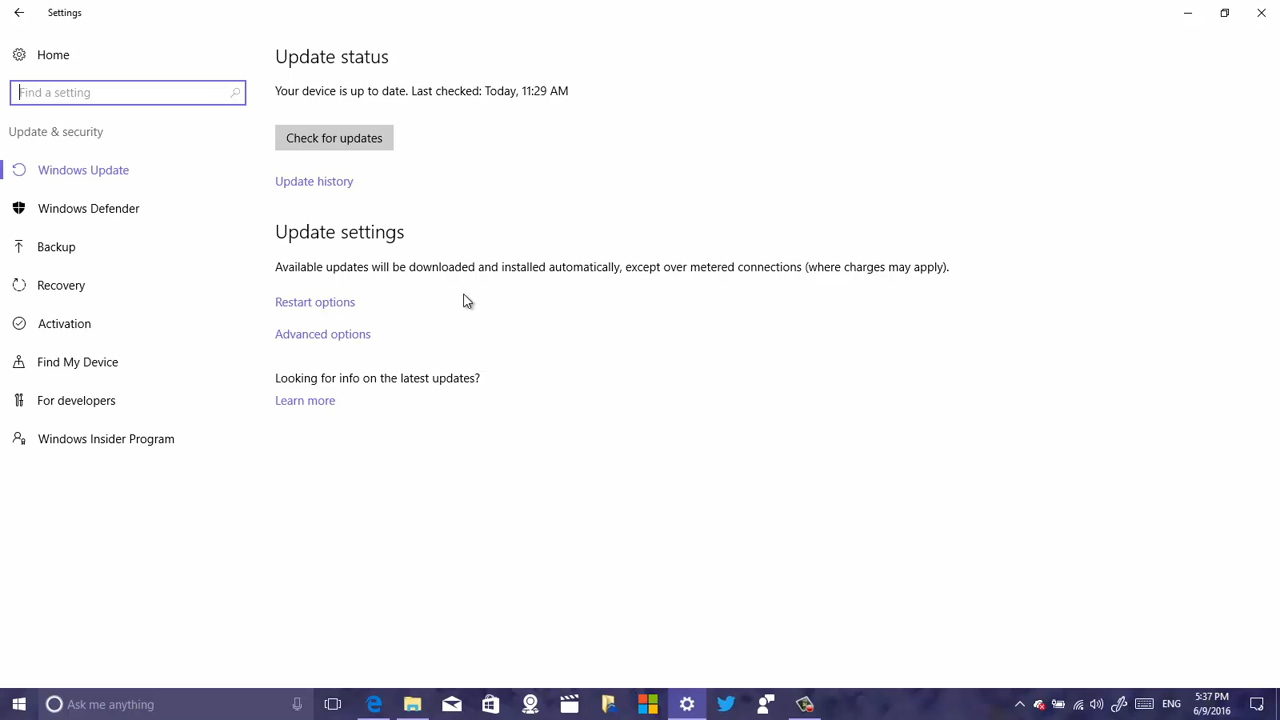 Settings
Home
Find a setting
Update & security
Windows Update
Windows Defender
Backup
Recovery
Activation
Find My Device
For developers
Windows Insider Program
Update status
Your device is up to date. Last checked: Today, 11:29 AM
Check for updates
Update history
Update settings
Available updates will be downloaded and installed automatically, except over metered connections (where charges may apply).
Restart options
Advanced options
Looking for info on the latest updates?
Learn more
Ask me anything
ENG
5:37 PM
6/9/2016